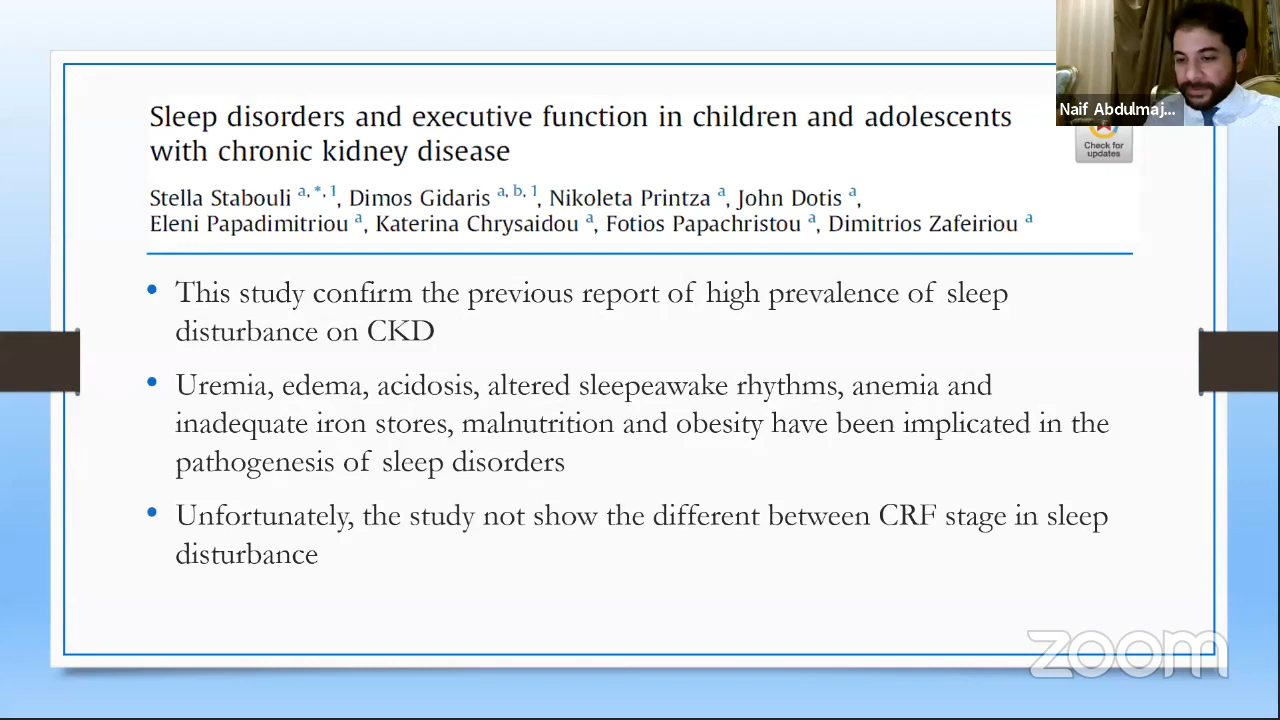 Sleep disorders and executive function in children and adolescents
with chronic kidney disease
Check for
updates
Naif Abdulmaj...
Stella Stabouli a, *, 1, Dimos Gidaris a, b, 1, Nikoleta Printza a, John Dotis a,
Eleni Papadimitriou a, Katerina Chrysaidou a, Fotios Papachristou a, Dimitrios Zafeiriou a
• This study confirm the previous report of high prevalence of sleep
disturbance on CKD
• Uremia, edema, acidosis, altered sleepeawake rhythms, anemia and
inadequate iron stores, malnutrition and obesity have been implicated in the
pathogenesis of sleep disorders
• Unfortunately, the study not show the different between CRF stage in sleep
disturbance
zoom